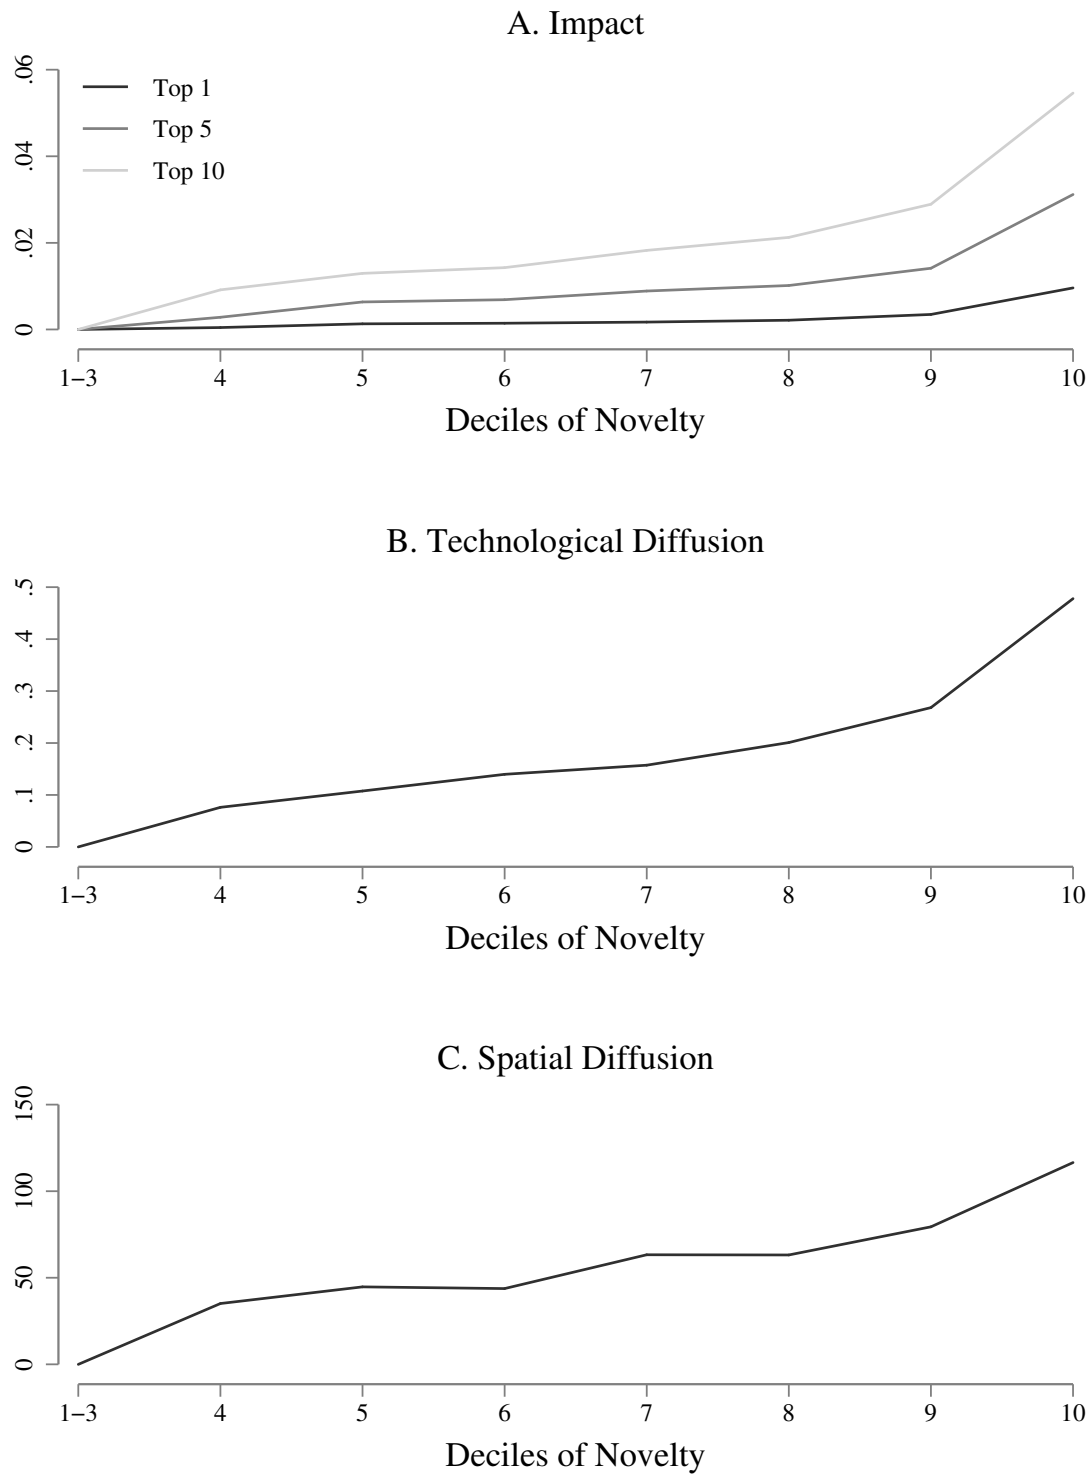 A. Impact
.06
.04
.02
0
Top 1
Top 5
Top 10
1–3 4 5 6 7 8 9 10
Deciles of Novelty
B. Technological Diffusion
.5
.4
.3
.2
.1
0
1–3 4 5 6 7 8 9 10
Deciles of Novelty
C. Spatial Diffusion
150
100
50
0
1–3 4 5 6 7 8 9 10
Deciles of Novelty